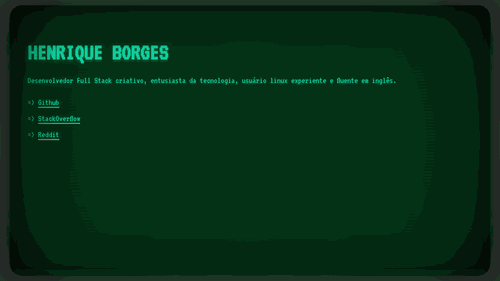 HENRIQUE BORGES
Desenvolvedor Full Stack criativo, entusiasta da tecnologia, usuário linux experiente e fluente em inglês.
=) Github
=) StackOverflow
=) Reddit